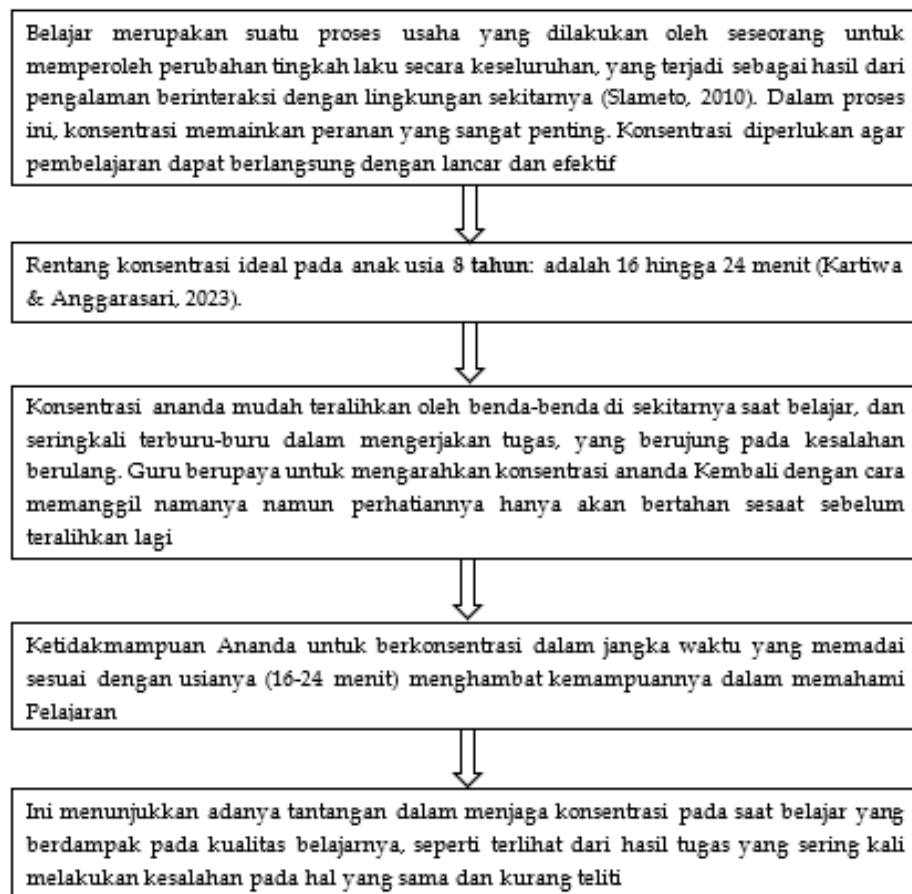 Belajar merupakan suatu proses usaha yang dilakukan oleh seseorang untuk
memperoleh perubahan tingkah laku secara keseluruhan, yang terjadi sebagai hasil dari
pengalaman berinteraksi dengan lingkungan sekitarnya (Slameto, 2010). Dalam proses
ini, konsentrasi memainkan peranan yang sangat penting. Konsentrasi diperlukan agar
pembelajaran dapat berlangsung dengan lancar dan efektif
Rentang konsentrasi ideal pada anak usia 8 tahun: adalah 16 hingga 24 menit (Kartiwa
& Anggarasari, 2023).
Konsentrasi ananda mudah teralihkan oleh benda-benda di sekitarnya saat belajar, dan
seringkali terburu-buru dalam mengerjakan tugas, yang berujung pada kesalahan
berulang. Guru berupaya untuk mengarahkan konsentrasi ananda Kembali dengan cara
memanggil namanya namun perhatiannya hanya akan bertahan sesaat sebelum
teralihkan lagi
Ketidakmampuan Ananda untuk berkonsentrasi dalam jangka waktu yang memadai
sesuai dengan usianya (16-24 menit) menghambat kemampuannya dalam memahami
Pelajaran
Ini menunjukkan adanya tantangan dalam menjaga konsentrasi pada saat belajar yang
berdampak pada kualitas belajarnya, seperti terlihat dari hasil tugas yang sering kali
melakukan kesalahan pada hal yang sama dan kurang teliti